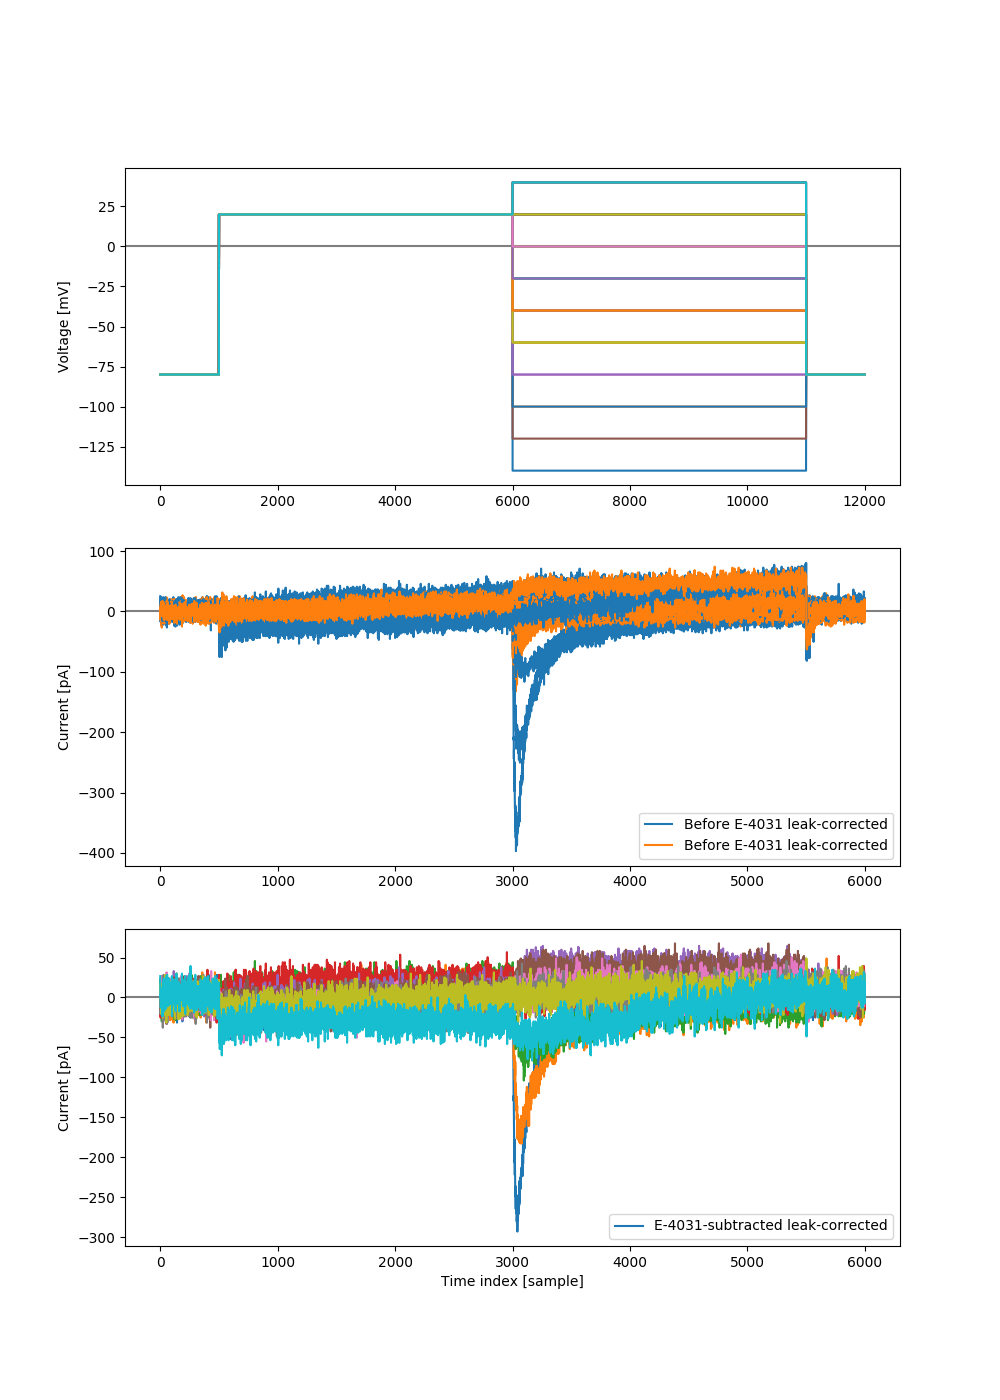 25
0
−25
−50
−75
−100
−125
Voltage [mV]
0 2000 4000 6000 8000 10000 12000
100
0
−100
−200
−300
−400
Current [pA]
Before E-4031 leak-corrected
Before E-4031 leak-corrected
0 1000 2000 3000 4000 5000 6000
50
0
−50
−100
−150
−200
−250
−300
Current [pA]
E-4031-subtracted leak-corrected
0 1000 2000 3000 4000 5000 6000
Time index [sample]